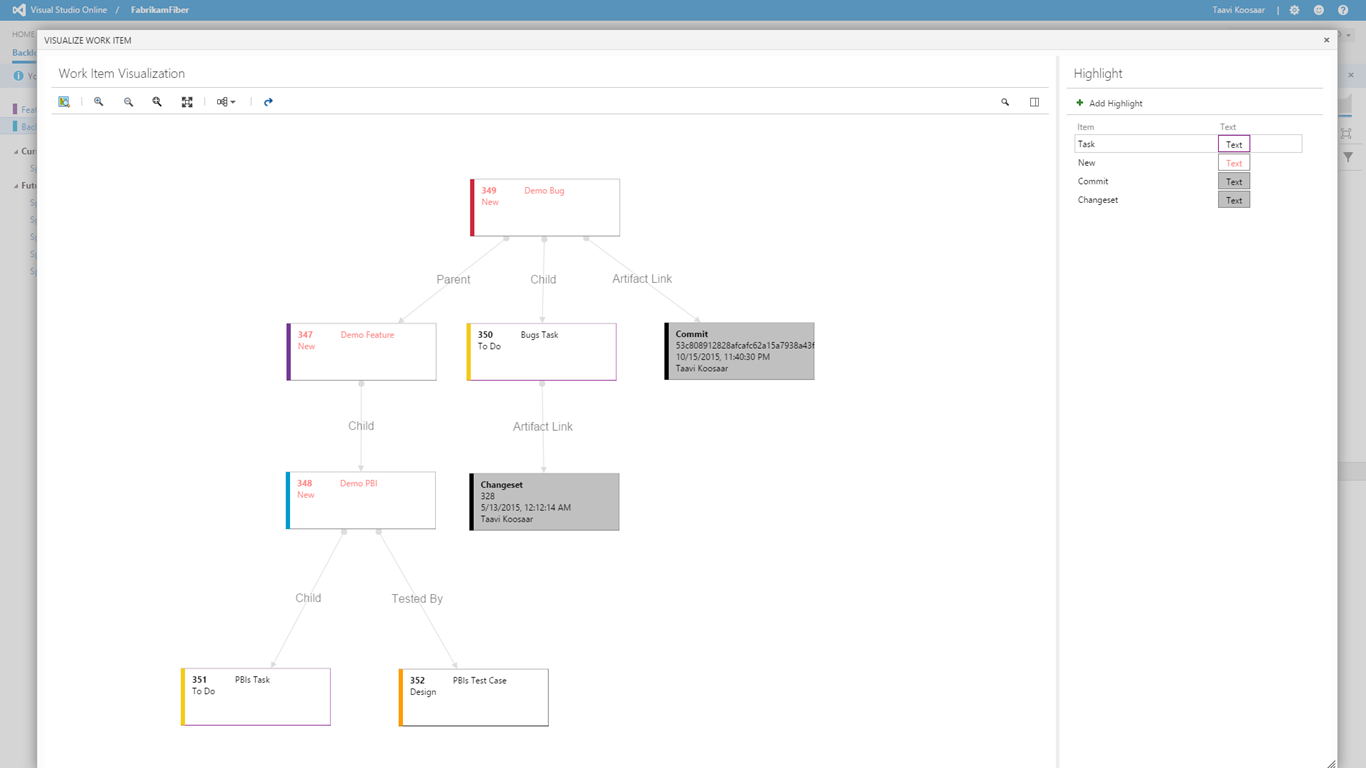 Visual Studio Online / FabrikamFiber
Taavi Koosaar
HOME
VISUALIZE WORK ITEM
Work Item Visualization
Highlight
Add Highlight
Item Text
Task Text
New Text
Commit Text
Changeset Text
349 Demo Bug
New
Parent
Child
Artifact Link
347 Demo Feature
New
350 Bugs Task
To Do
Commit
53c808912828afcafc62a15a7938a43f
10/15/2015, 11:40:30 PM
Taavi Koosaar
Child
Artifact Link
348 Demo PBI
New
Changeset
328
5/13/2015, 12:12:14 AM
Taavi Koosaar
Child
Tested By
351 PBIs Task
To Do
352 PBIs Test Case
Design